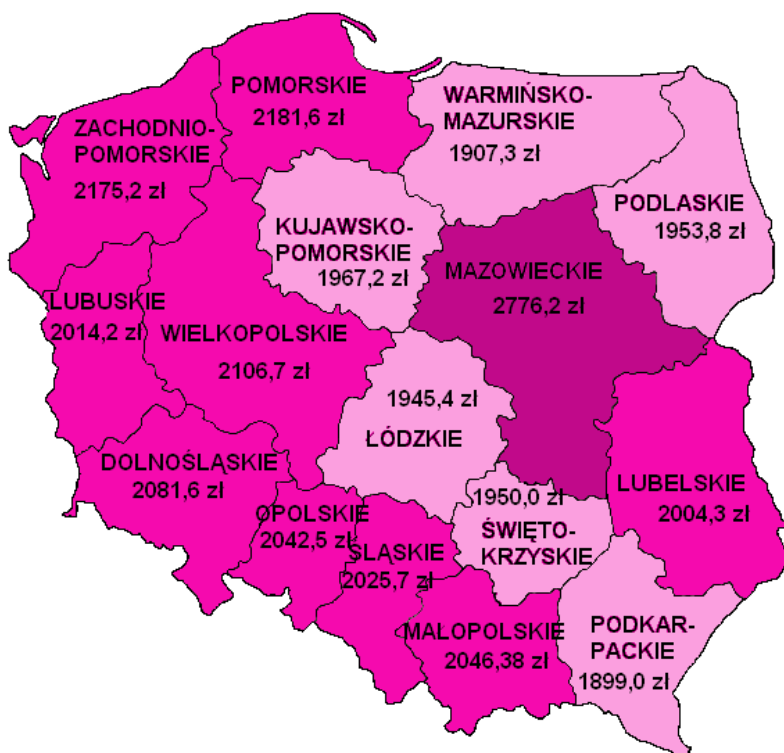 POMORSKIE
2181,6 zł
WARMIŃSKO-
MAZURSKIE
1907,3 zł
ZACHODNIO-
POMORSKIE
2175,2 zł
PODLASKIE
1953,8 zł
KUJAWSKO-
POMORSKIE
1967,2 zł
MAZOWIECKIE
2776,2 zł
LUBUSKIE
2014,2 zł
WIELKOPOLSKIE
2106,7 zł
1945,4 zł
ŁÓDZKIE
DOLNOŚLĄSKIE
2081,6 zł
LUBELSKIE
2004,3 zł
1950,0 zł
ŚWIĘTO-
KRZYSKIE
OPOLSKIE
2042,5 zł
ŚLĄSKIE
2025,7 zł
MAŁOPOLSKIE
2046,38 zł
PODKAR-
PACKIE
1899,0 zł